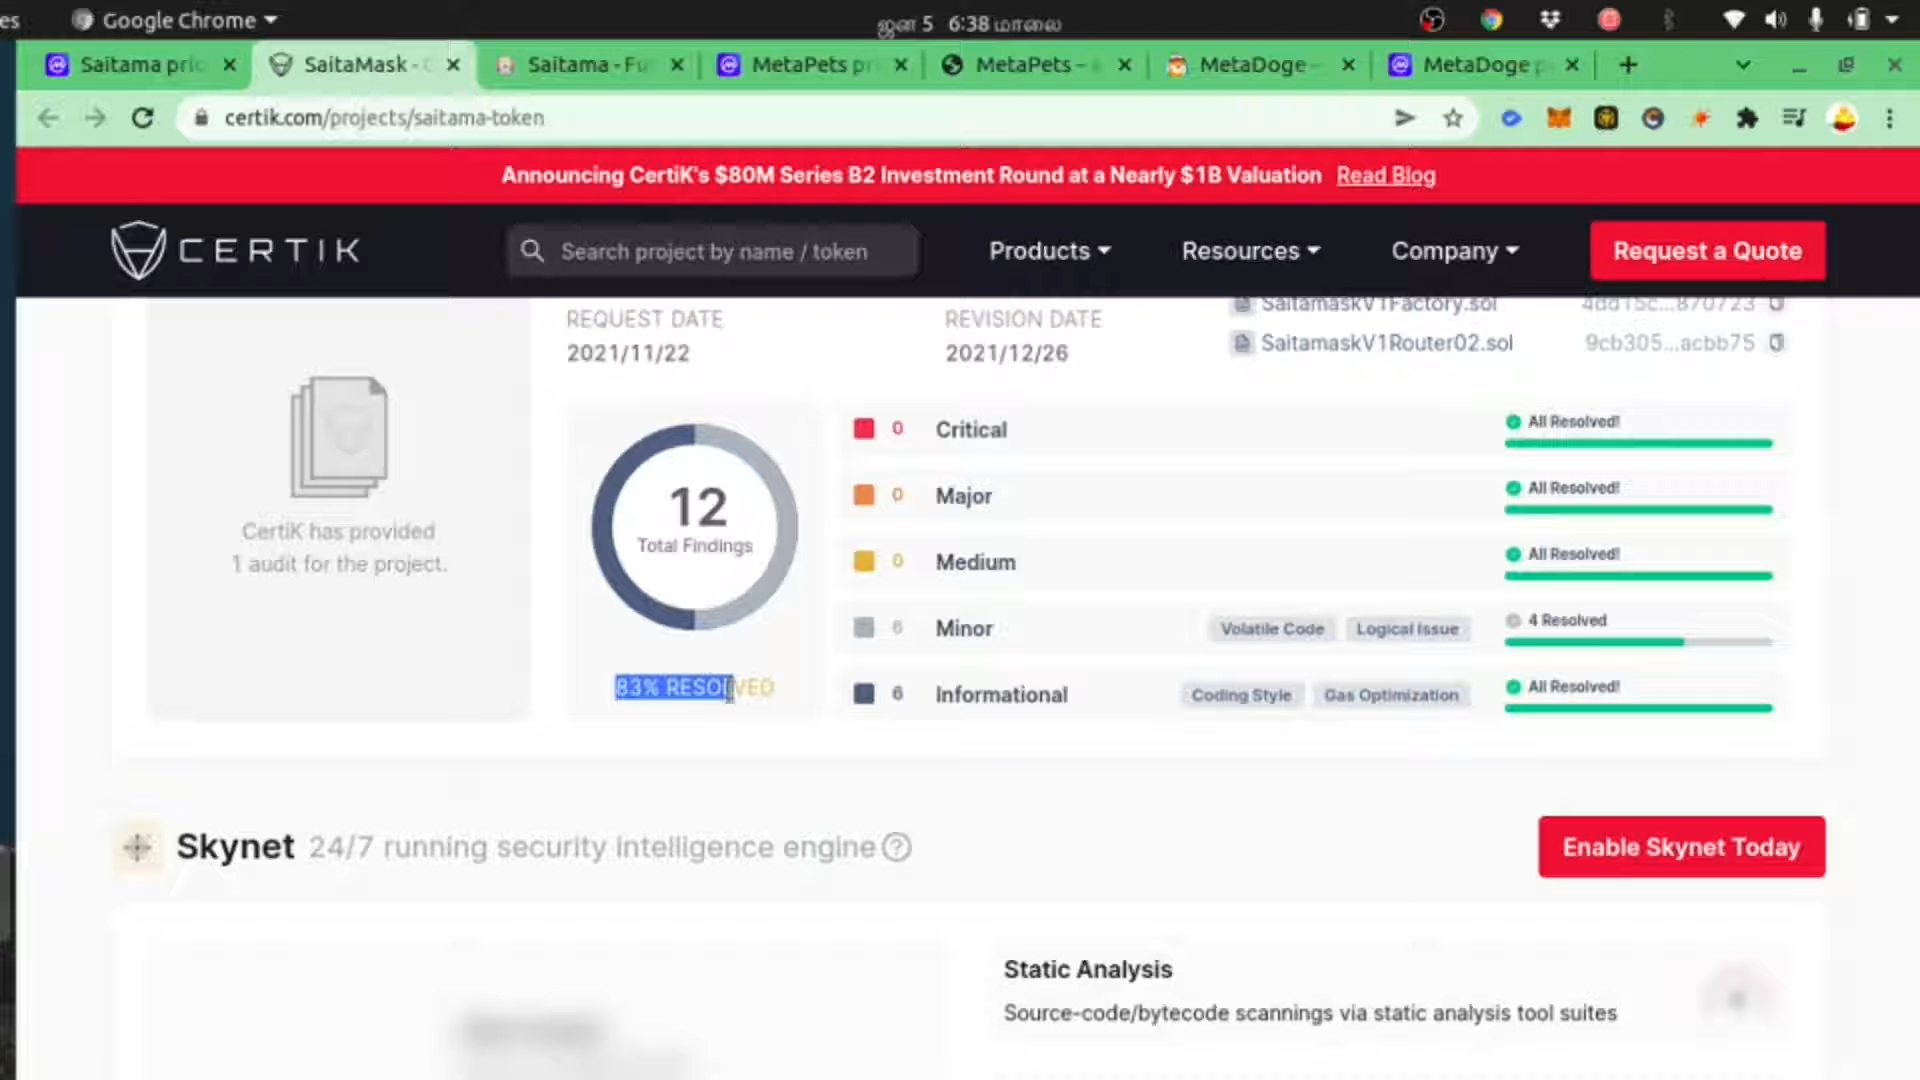 es Google Chrome ஜன 5 6:38 மாலை
Saitama pric SaitaMask - C Saitama - Fu MetaPets pr MetaPets – a MetaDoge – MetaDoge p
certik.com/projects/saitama-token
Announcing CertiK's $80M Series B2 Investment Round at a Nearly $1B Valuation Read Blog
CERTIK Search project by name / token Products Resources Company Request a Quote
REQUEST DATE
2021/11/22
REVISION DATE
2021/12/26
SaitamaskV1Factory.sol 4dd15c...870723
SaitamaskV1Router02.sol 9cb305...acbb75
CertiK has provided
1 audit for the project.
12
Total Findings
83% RESOLVED
0 Critical All Resolved!
0 Major All Resolved!
0 Medium All Resolved!
6 Minor Volatile Code Logical Issue 4 Resolved
6 Informational Coding Style Gas Optimization All Resolved!
Skynet 24/7 running security intelligence engine ? Enable Skynet Today
Static Analysis
Source-code/bytecode scannings via static analysis tool suites